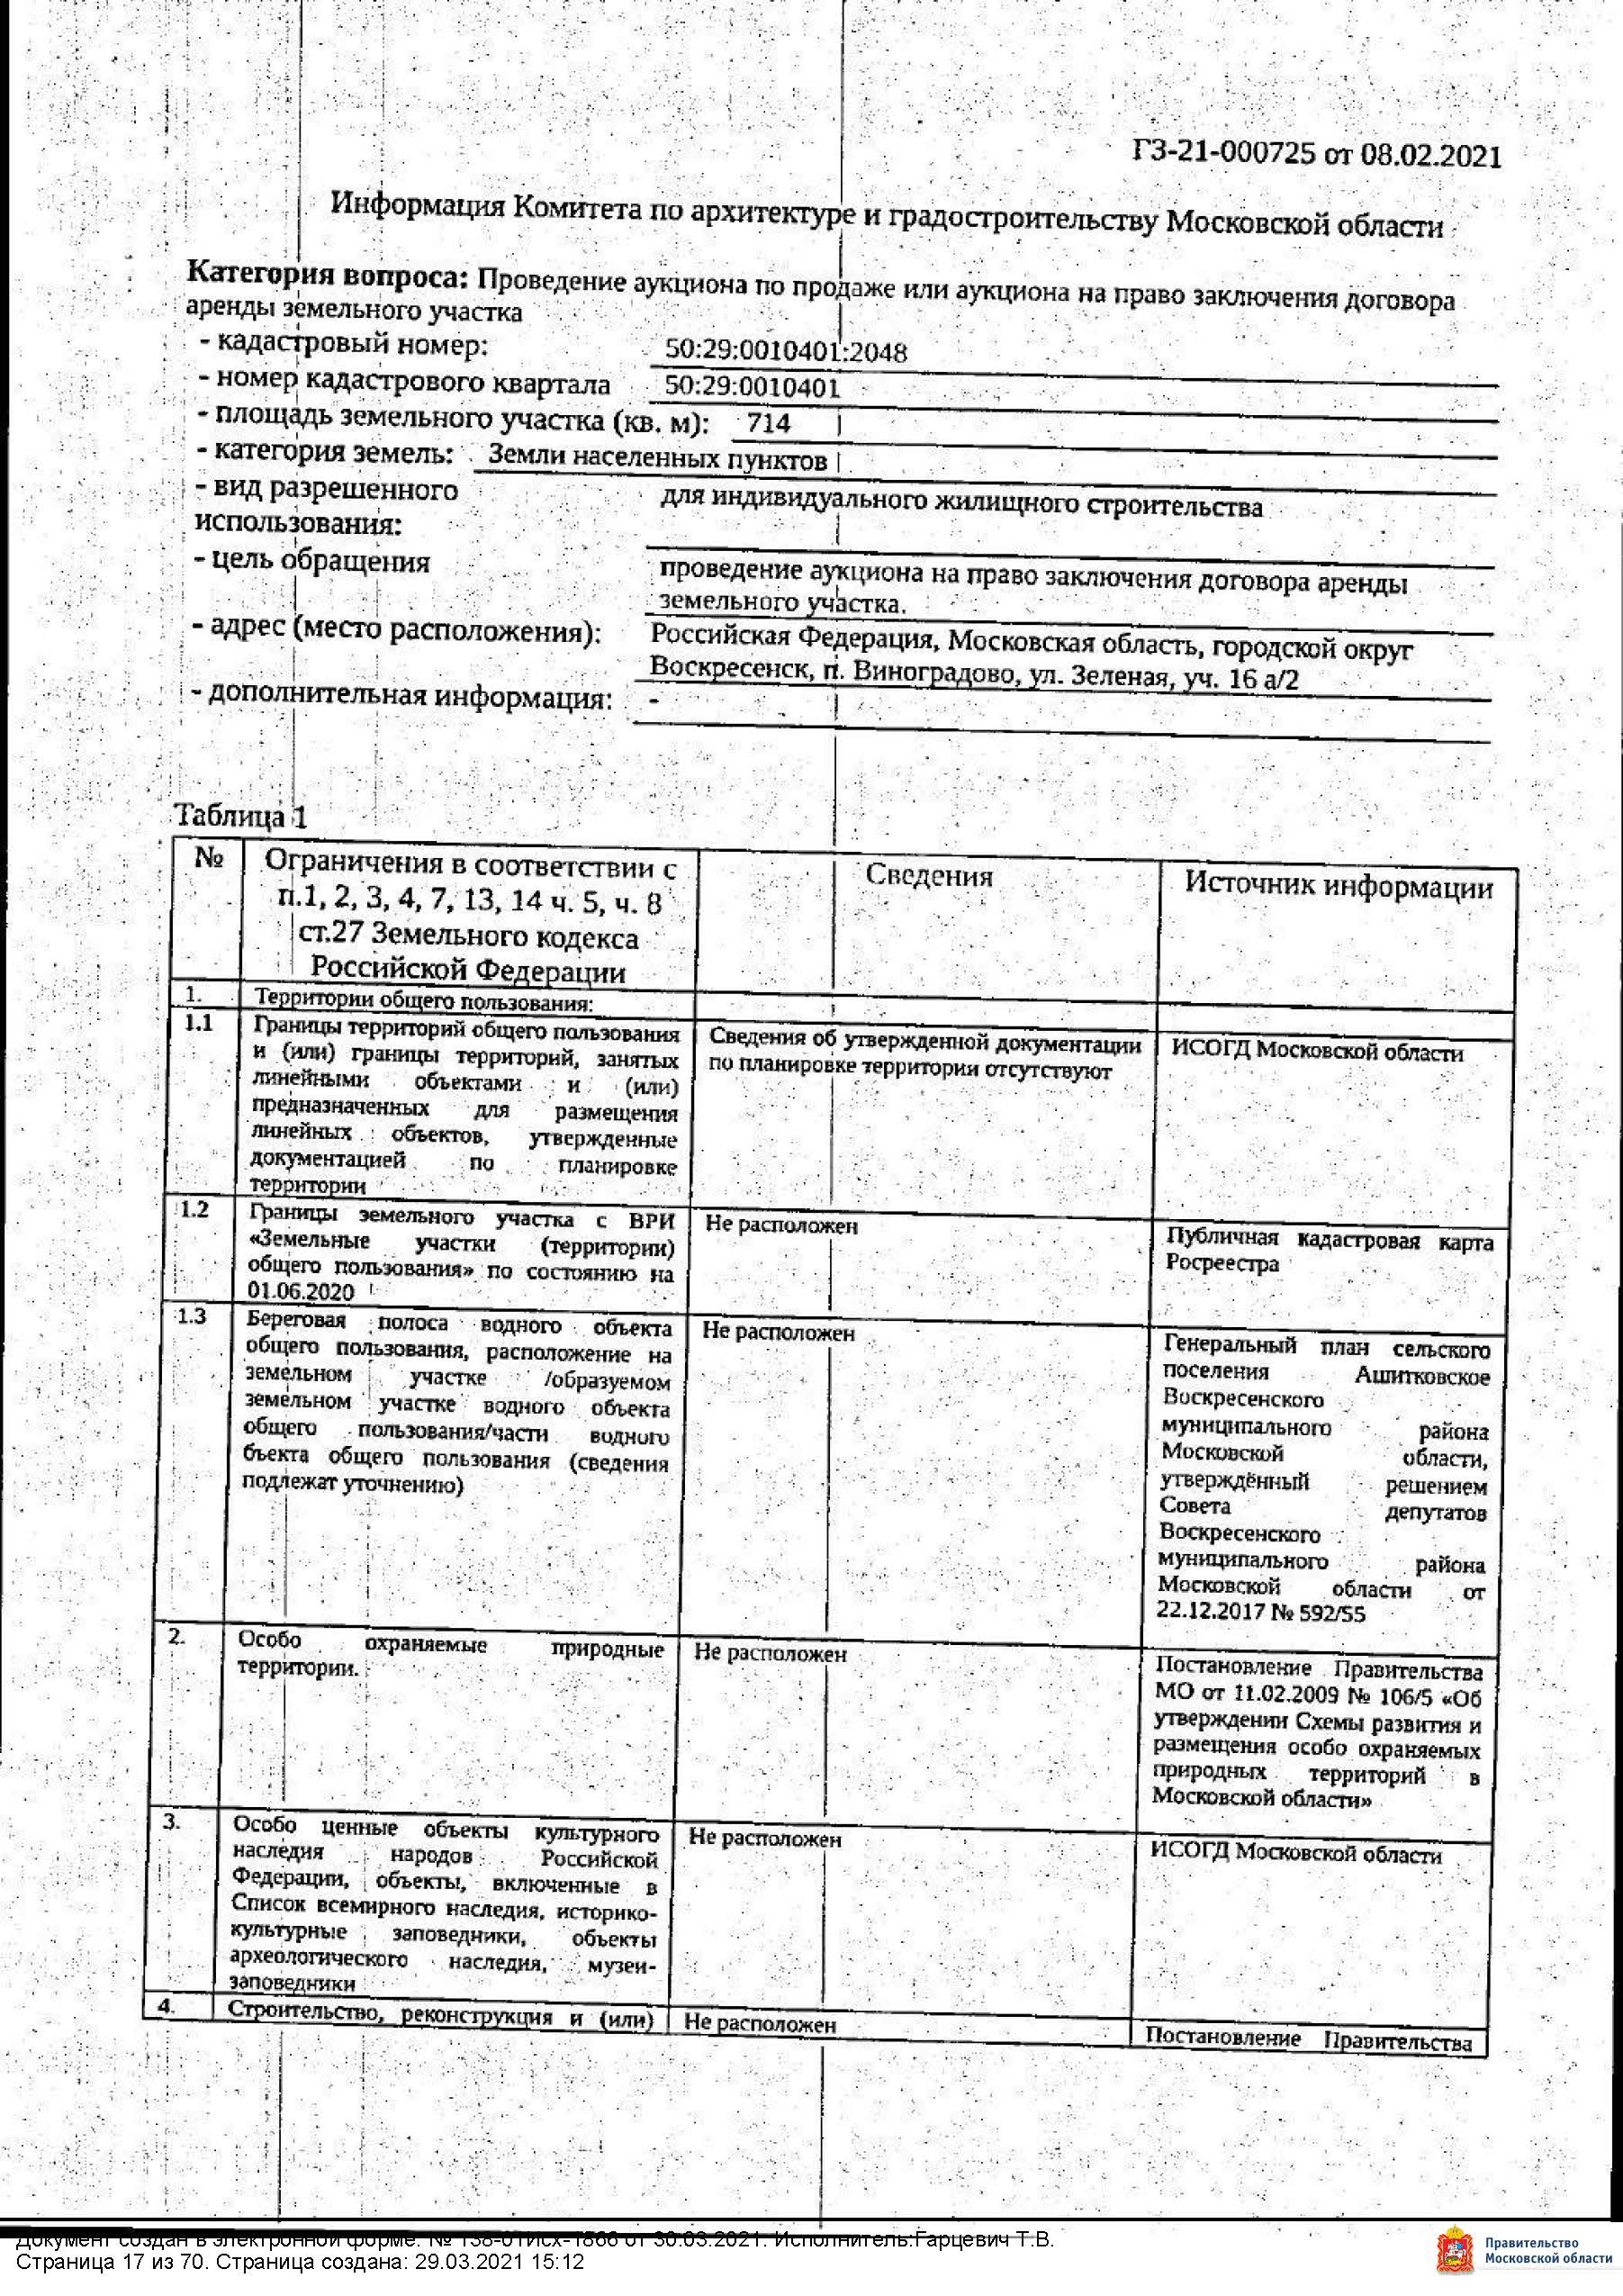 ГЗ-21-000725 от 08.02.2021
Информация Комитета по архитектуре и градостроительству Московской области
Категория вопроса: Проведение аукциона по продаже или аукциона на право заключения договора
аренды земельного участка
- кадастровый номер: 50:29:0010401:2048
- номер кадастрового квартала 50:29:0010401
- площадь земельного участка (кв. м): 714
- категория земель: Земли населенных пунктов
- вид разрешенного для индивидуального жилищного строительства
использования:
- цель обращения проведение аукциона на право заключения договора аренды
земельного участка.
- адрес (место расположения): Российская Федерация, Московская область, городской округ
Воскресенск, п. Виноградово, ул. Зеленая, уч. 16 а/2
- дополнительная информация: -
Таблица 1
№
Ограничения в соответствии с
п.1, 2, 3, 4, 7, 13, 14 ч. 5, ч. 8
ст.27 Земельного кодекса
Российской Федерации
Сведения
Источник информации
1.
Территории общего пользования:
1.1
Границы территорий общего пользования
и (или) границы территорий, занятых
линейными объектами и (или)
предназначенных для размещения
линейных объектов, утвержденные
документацией по планировке
территории
Сведения об утвержденной документации
по планировке территории отсутствуют
ИСОГД Московской области
1.2
Границы земельного участка с ВРИ
«Земельные участки (территории)
общего пользования» по состоянию на
01.06.2020
Не расположен
Публичная кадастровая карта
Росреестра
1.3
Береговая полоса водного объекта
общего пользования, расположение на
земельном участке /образуемом
земельном участке водного объекта
общего пользования/части водного
бъекта общего пользования (сведения
подлежат уточнению)
Не расположен
Генеральный план сельского
поселения Ашитковское
Воскресенского
муниципального района
Московской области,
утверждённый решением
Совета депутатов
Воскресенского
муниципального района
Московской области от
22.12.2017 № 592/55
2.
Особо охраняемые природные
территории.
Не расположен
Постановление Правительства
МО от 11.02.2009 № 106/5 «Об
утверждении Схемы развития и
размещения особо охраняемых
природных территорий в
Московской области»
3.
Особо ценные объекты культурного
наследия народов Российской
Федерации, объекты, включенные в
Список всемирного наследия, историко-
культурные заповедники, объекты
археологического наследия, музеи-
заповедники
Не расположен
ИСОГД Московской области
4.
Строительство, реконструкция и (или)
Не расположен
Постановление Правительства
Документ создан в электронной форме. № 138-01Исх-1866 от 30.03.2021. Исполнитель:Гарцевич Т.В.
Страница 17 из 70. Страница создана: 29.03.2021 15:12
Правительство
Московской области